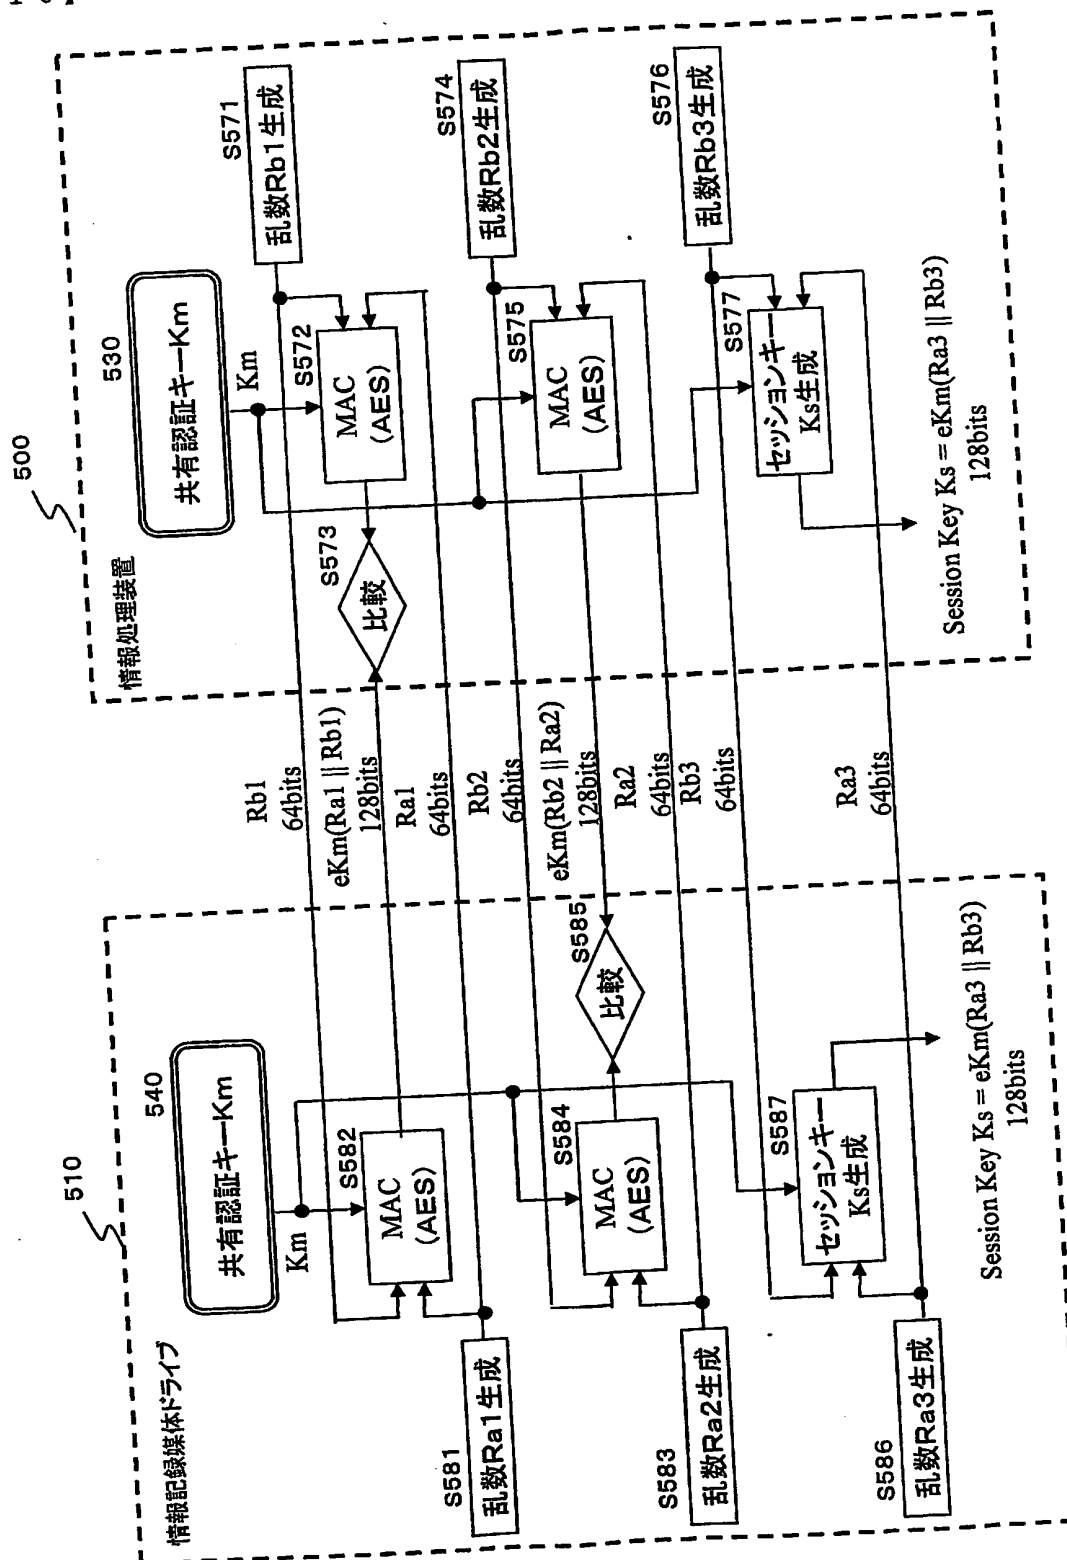 500
情報処理装置
530
共有認証キーKm
Km
S571
乱数Rb1生成
S572
MAC
(AES)
S573
比較
S574
乱数Rb2生成
S575
MAC
(AES)
S576
乱数Rb3生成
S577
セッションキー
Ks生成
Session Key Ks = eKm(Ra3 || Rb3)
128bits
Rb1
64bits
eKm(Ra1 || Rb1)
128bits
Ra1
64bits
Rb2
64bits
eKm(Rb2 || Ra2)
128bits
Ra2
64bits
Rb3
64bits
Ra3
64bits
510
情報記録媒体ドライブ
540
共有認証キーKm
Km
S581
乱数Ra1生成
S582
MAC
(AES)
S583
乱数Ra2生成
S584
MAC
(AES)
S585
比較
S586
乱数Ra3生成
S587
セッションキー
Ks生成
Session Key Ks = eKm(Ra3 || Rb3)
128bits